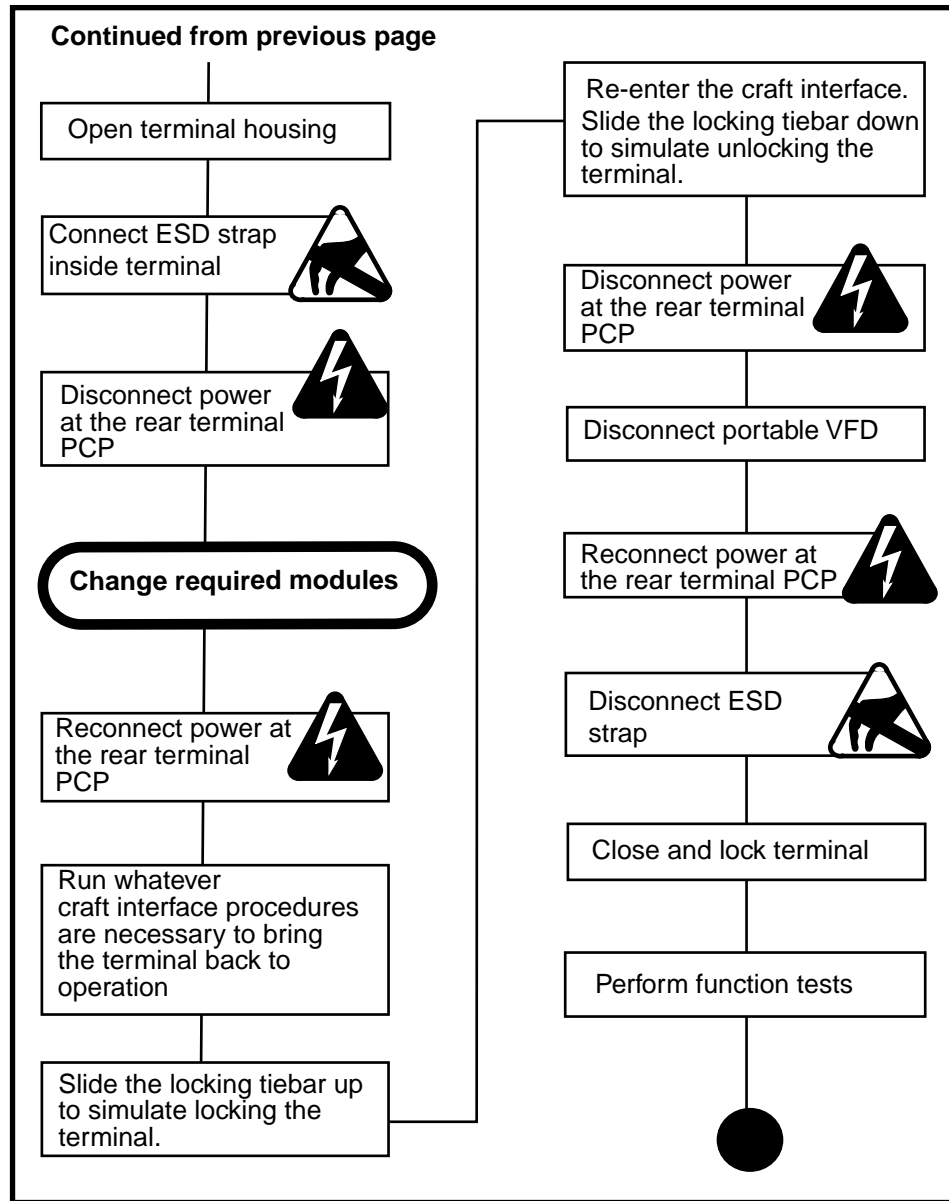 Continued from previous page
Open terminal housing
Connect ESD strap
inside terminal
Disconnect power
at the rear terminal
PCP
Change required modules
Reconnect power at
the rear terminal
PCP
Run whatever
craft interface procedures
are necessary to bring
the terminal back to
operation
Slide the locking tiebar up
to simulate locking the
terminal.
Re-enter the craft interface.
Slide the locking tiebar down
to simulate unlocking the
terminal.
Disconnect power
at the rear terminal
PCP
Disconnect portable VFD
Reconnect power at
the rear terminal PCP
Disconnect ESD
strap
Close and lock terminal
Perform function tests